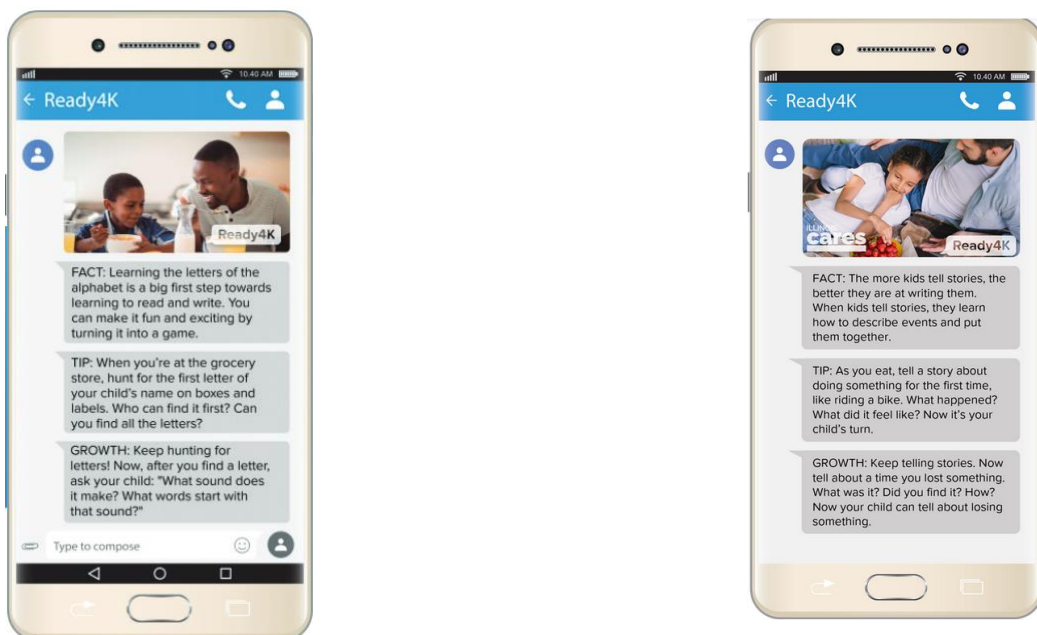 10.40 AM
Ready4K
Ready4K
FACT: Learning the letters of the
alphabet is a big first step towards
learning to read and write. You
can make it fun and exciting by
turning it into a game.
TIP: When you're at the grocery
store, hunt for the first letter of
your child's name on boxes and
labels. Who can find it first? Can
you find all the letters?
GROWTH: Keep hunting for
letters! Now, after you find a letter,
ask your child: "What sound does
it make? What words start with
that sound?"
Type to compose
10.40 AM
Ready4K
ILLINOIS
cares
Ready4K
FACT: The more kids tell stories, the
better they are at writing them.
When kids tell stories, they learn
how to describe events and put
them together.
TIP: As you eat, tell a story about
doing something for the first time,
like riding a bike. What happened?
What did it feel like? Now it's your
child's turn.
GROWTH: Keep telling stories. Now
tell about a time you lost something.
What was it? Did you find it? How?
Now your child can tell about losing
something.